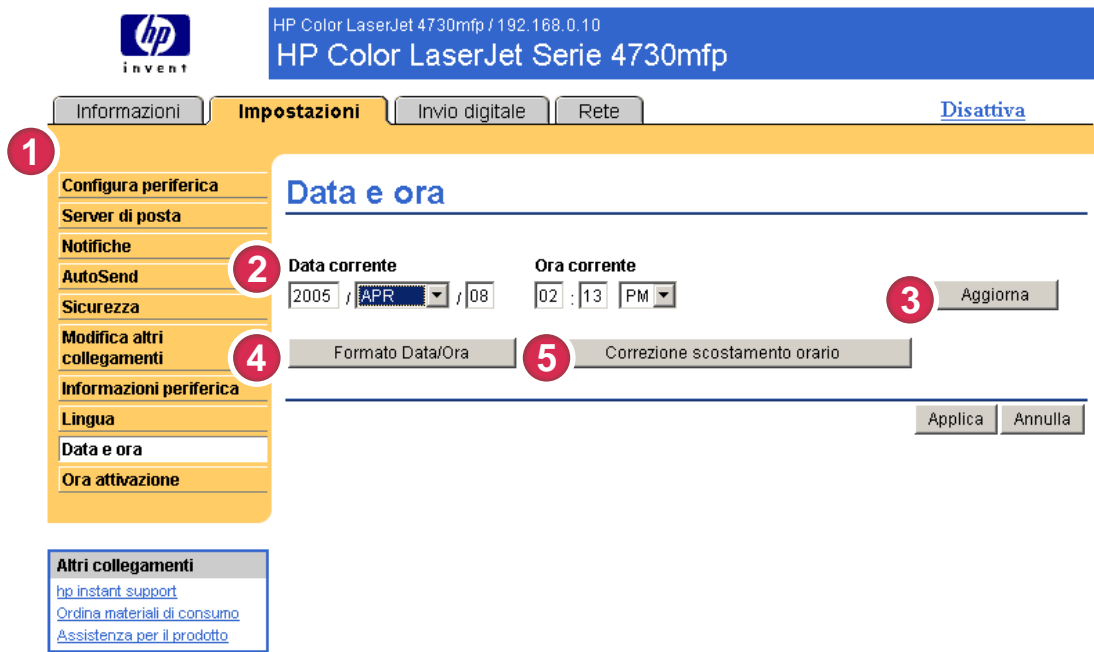 hp
invent
HP Color LaserJet 4730mfp / 192.168.0.10
HP Color LaserJet Serie 4730mfp
Informazioni
Impostazioni
Invio digitale
Rete
Disattiva
1
Configura periferica
Server di posta
Notifiche
AutoSend
Sicurezza
Modifica altri
collegamenti
Informazioni periferica
Lingua
Data e ora
Ora attivazione
Data e ora
2
Data corrente
Ora corrente
2005 / APR / 08
02 : 13 PM
3
Aggiorna
4
Formato Data/Ora
5
Correzione scostamento orario
Applica
Annulla
Altri collegamenti
hp instant support
Ordina materiali di consumo
Assistenza per il prodotto